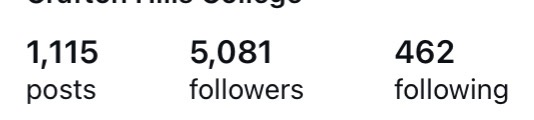 Crafton Hills College
1,115 5,081 462
posts followers following